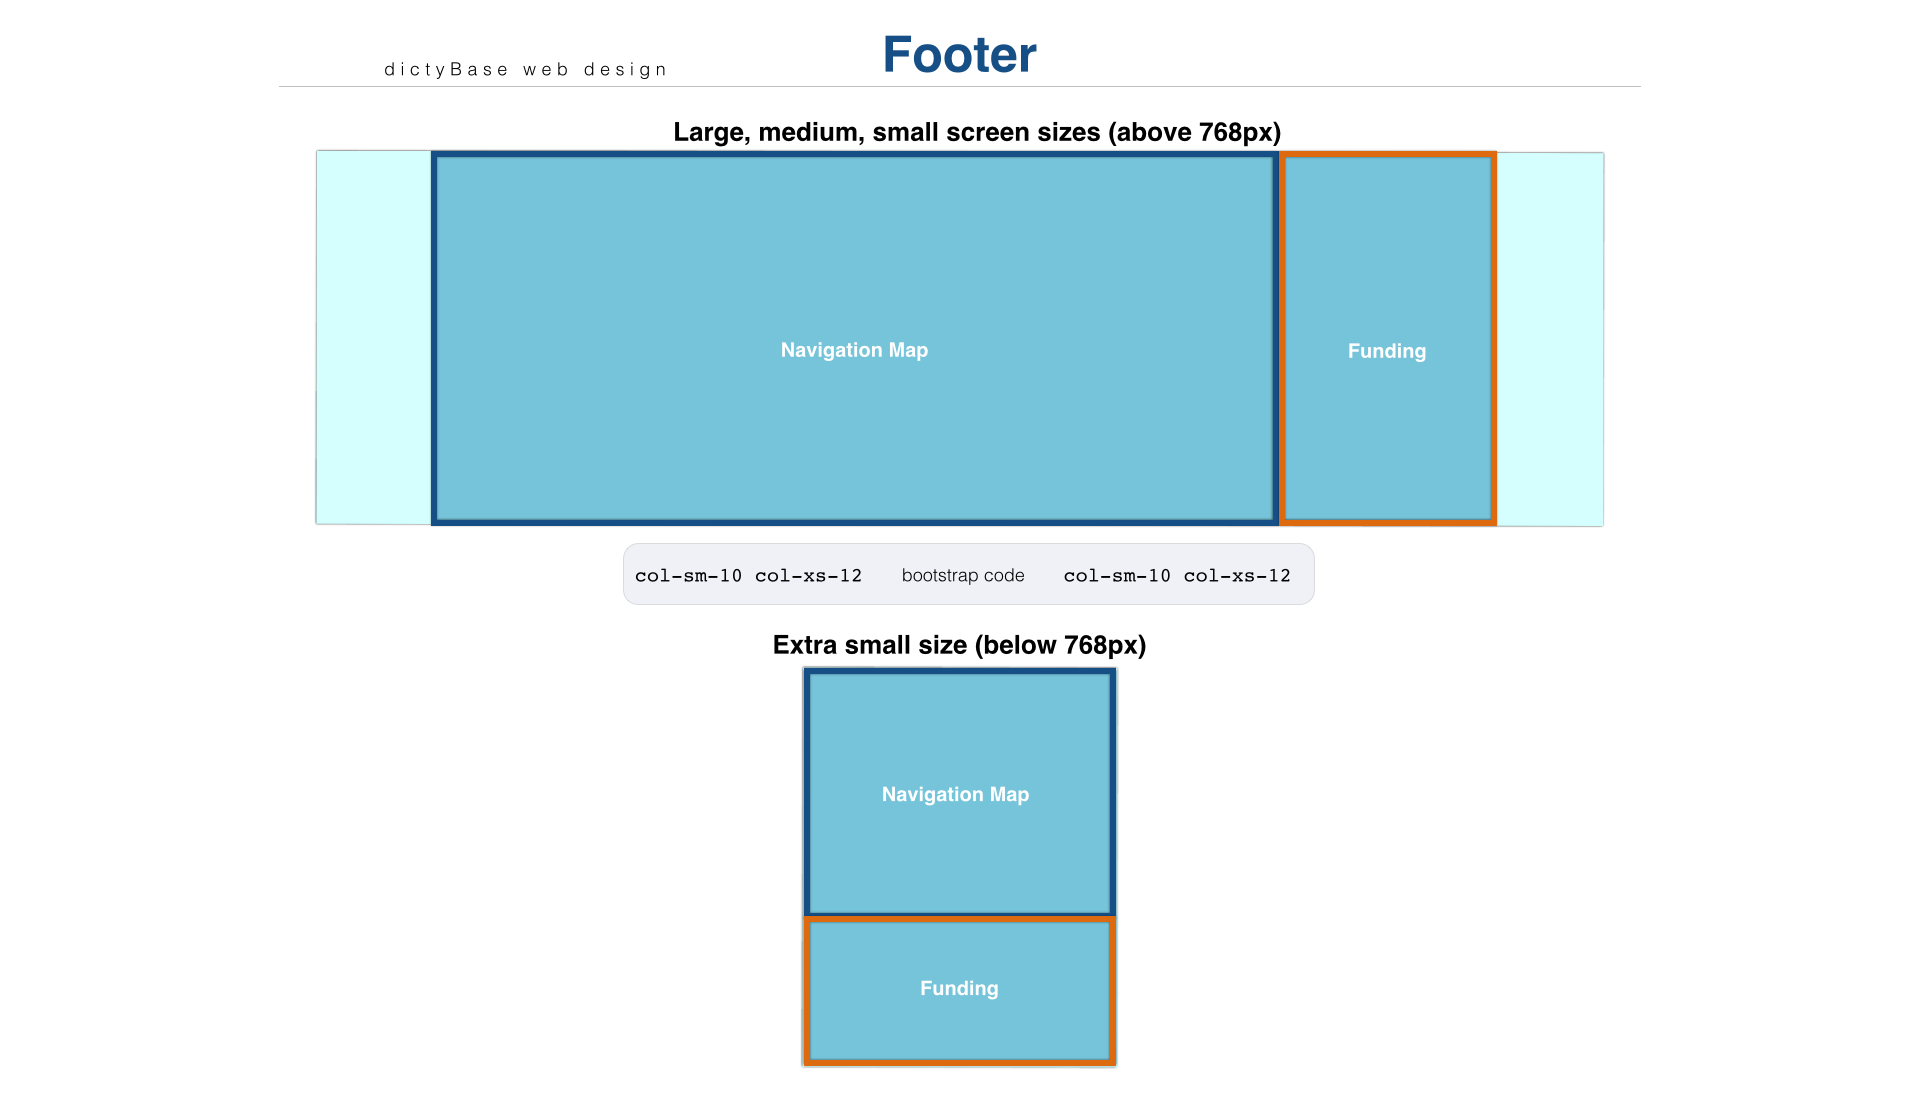 dictyBase web design
Footer
Large, medium, small screen sizes (above 768px)
Navigation Map
Funding
col-sm-10 col-xs-12 bootstrap code col-sm-10 col-xs-12
Extra small size (below 768px)
Navigation Map
Funding